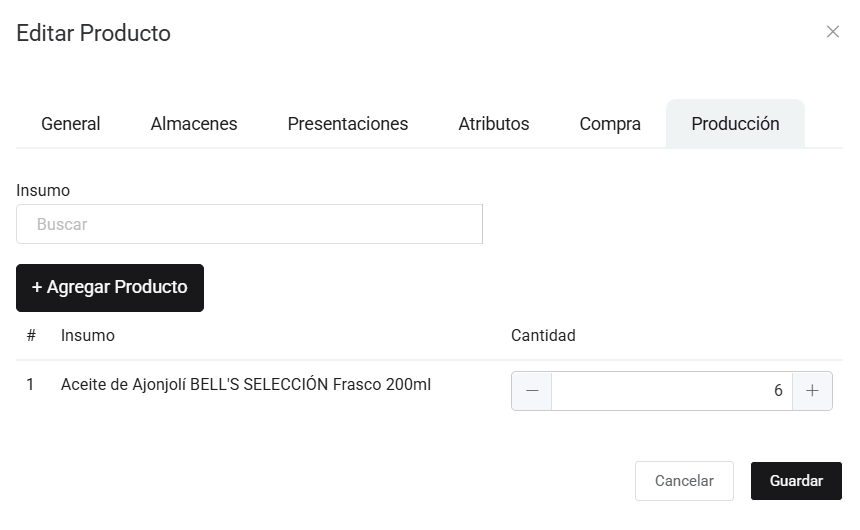 Editar Producto
General Almacenes Presentaciones Atributos Compra Producción
Insumo
Buscar
+ Agregar Producto
# Insumo Cantidad
1 Aceite de Ajonjolí BELL'S SELECCIÓN Frasco 200ml 6
Cancelar Guardar